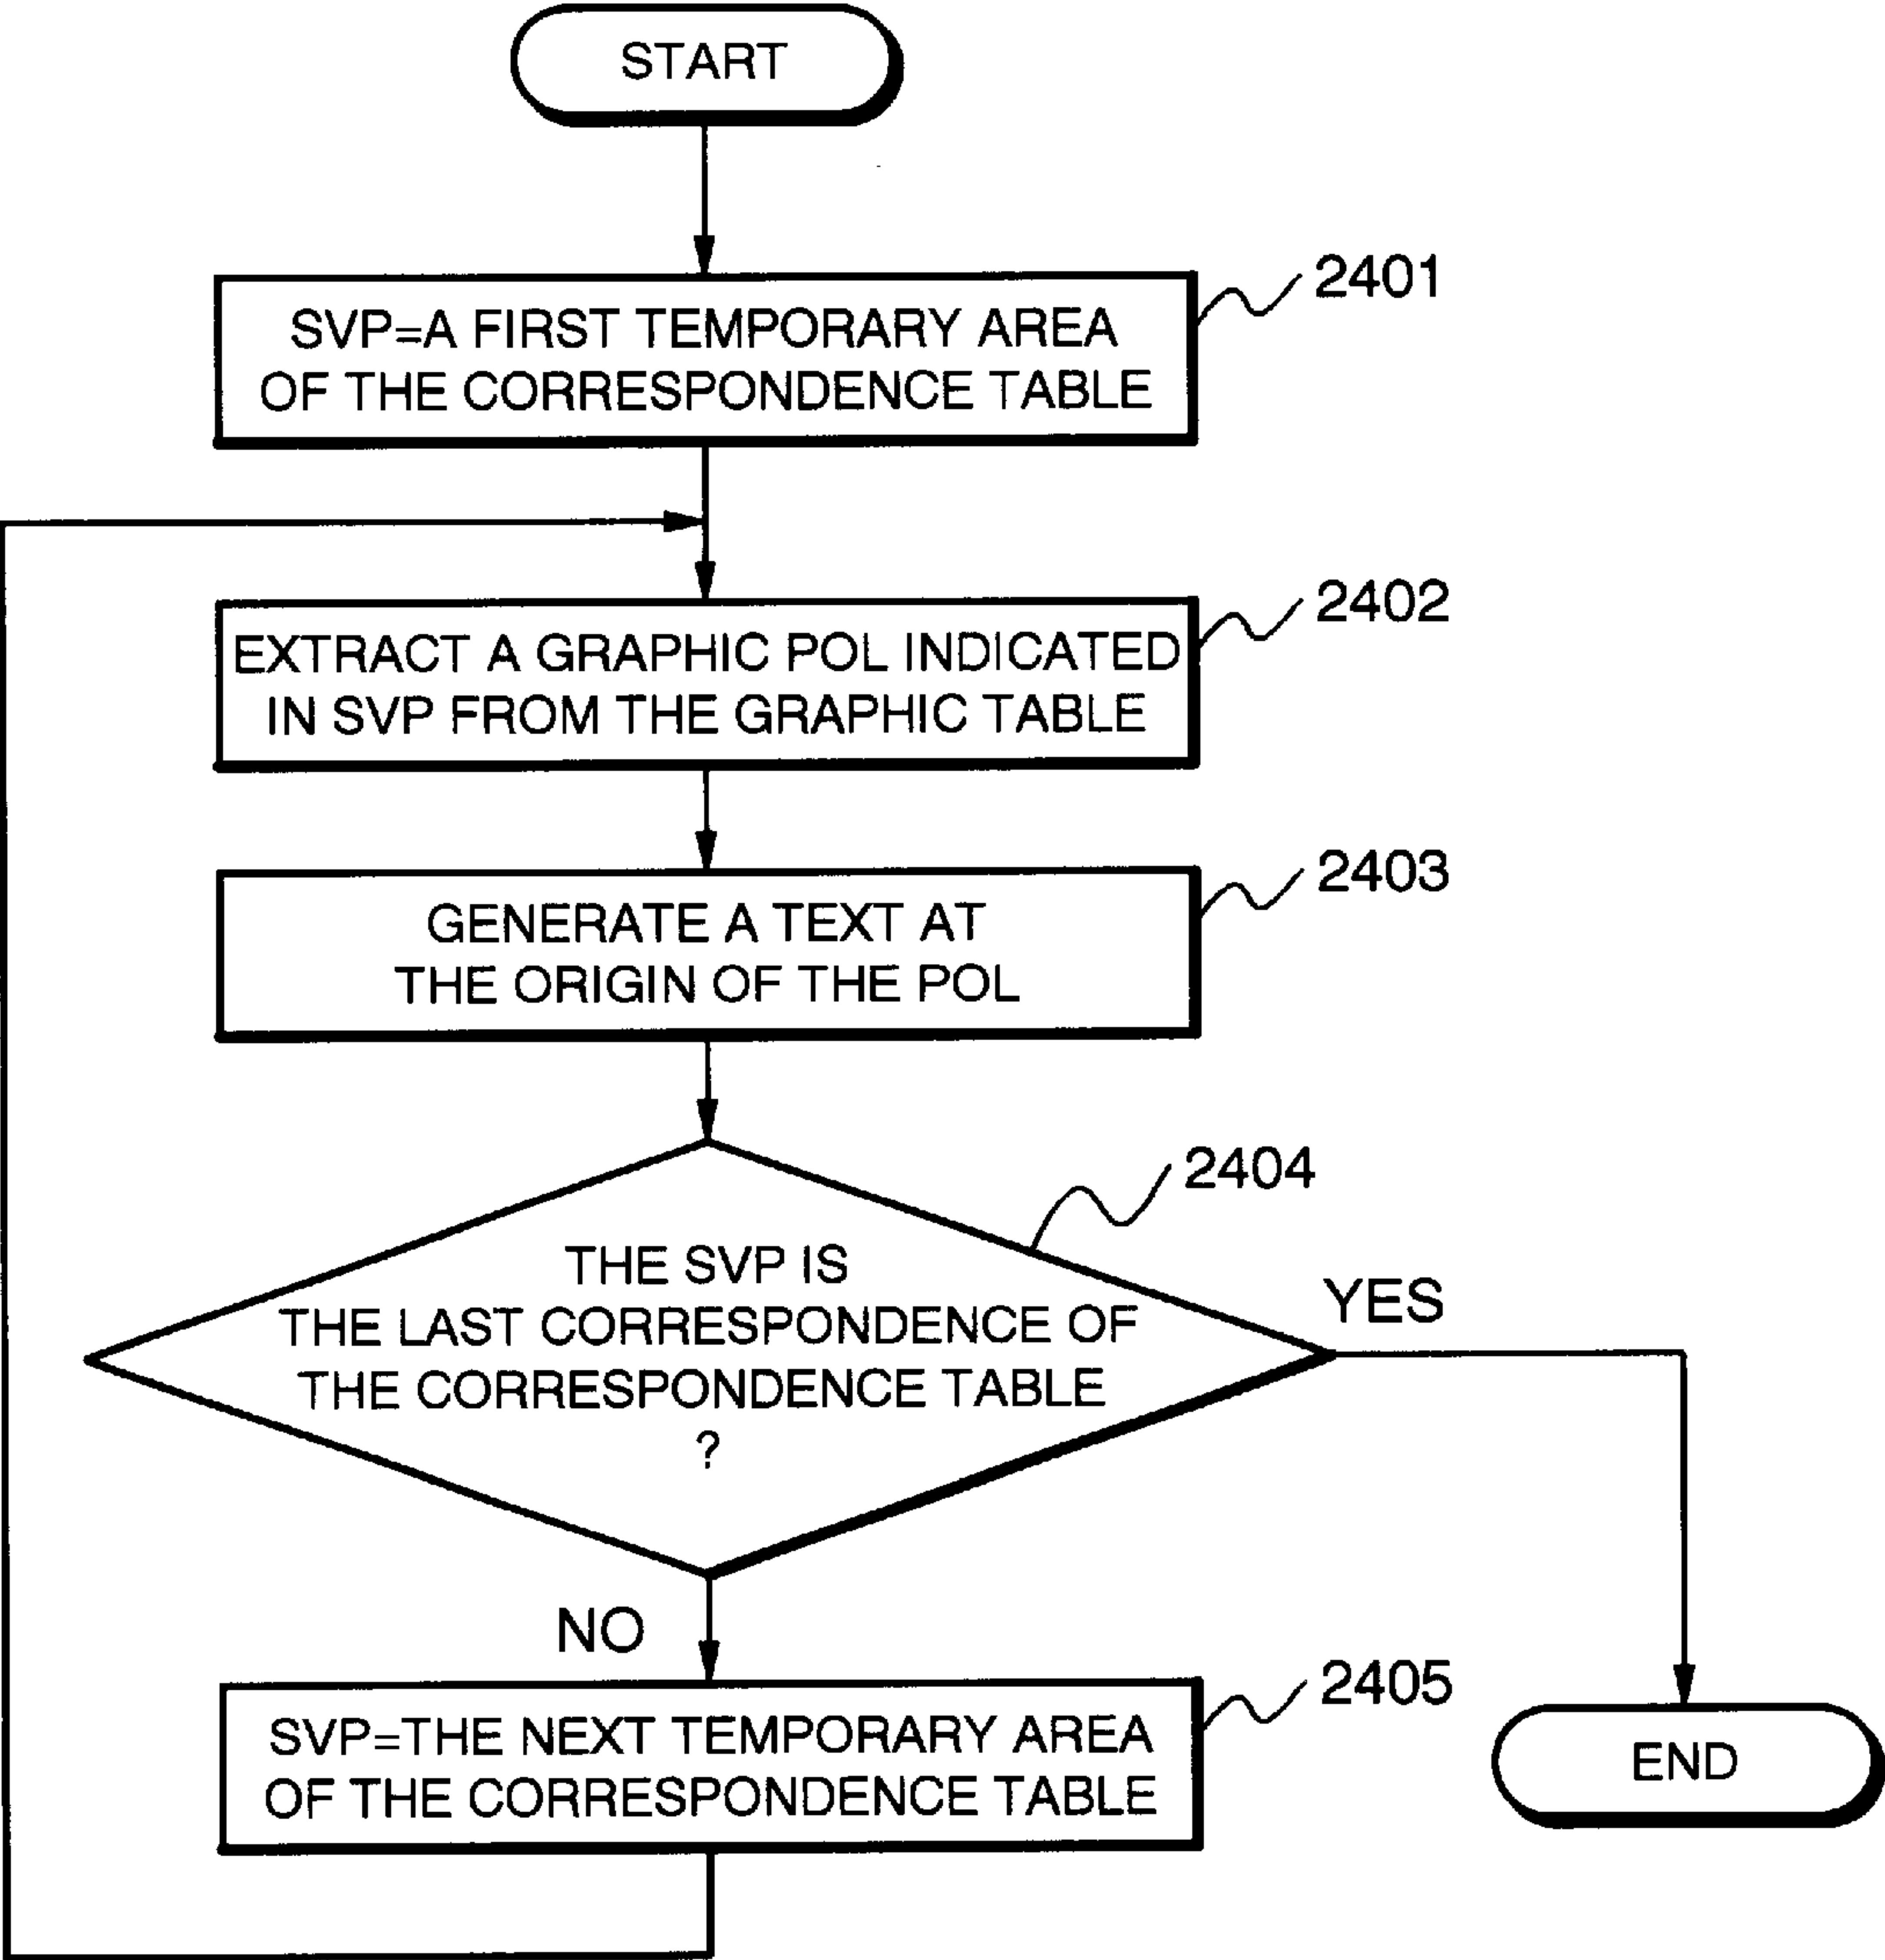 START
2401
SVP=A FIRST TEMPORARY AREA
OF THE CORRESPONDENCE TABLE
2402
EXTRACT A GRAPHIC POL INDICATED
IN SVP FROM THE GRAPHIC TABLE
2403
GENERATE A TEXT AT
THE ORIGIN OF THE POL
2404
THE SVP IS
THE LAST CORRESPONDENCE OF
THE CORRESPONDENCE TABLE
?
YES
NO
2405
SVP=THE NEXT TEMPORARY AREA
OF THE CORRESPONDENCE TABLE
END